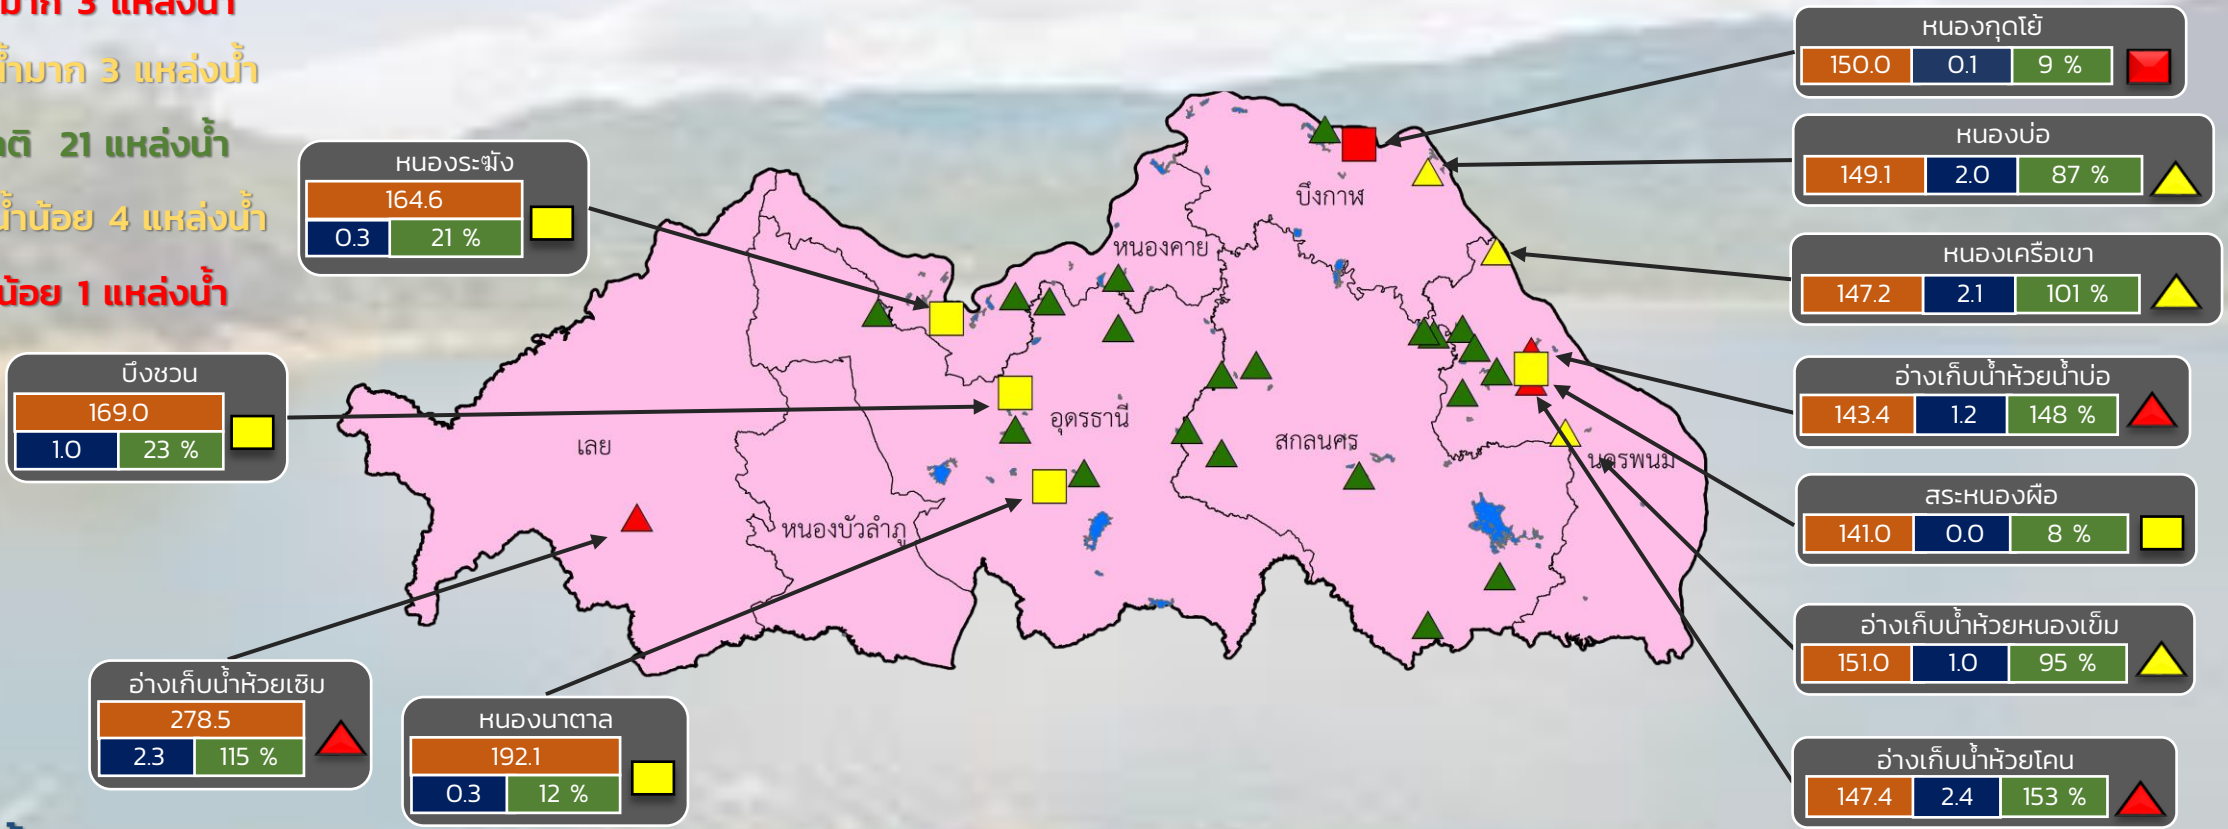 มาก 3 แหล่งน้ำ
น้ำมาก 3 แหล่งน้ำ
21 แหล่งน้ำ
น้ำน้อย 4 แหล่งน้ำ
น้อย 1 แหล่งน้ำ
หนองระฆัง
164.6
0.3 21 %
บึงชวน
169.0
1.0 23 %
อ่างเก็บน้ำห้วยเซิม
278.5
2.3 115 %
หนองนาตาล
192.1
0.3 12 %
บึงกาฬ
หนองคาย
อุดรธานี
เลย
สกลนคร
นครพนม
หนองบัวลำภู
หนองกุดโย้
150.0 0.1 9 %
หนองบ่อ
149.1 2.0 87 %
หนองเครือเขา
147.2 2.1 101 %
อ่างเก็บน้ำห้วยน้ำบ่อ
143.4 1.2 148 %
สระหนองผือ
141.0 0.0 8 %
อ่างเก็บน้ำห้วยหนองเข็ม
151.0 1.0 95 %
อ่างเก็บน้ำห้วยโคน
147.4 2.4 153 %